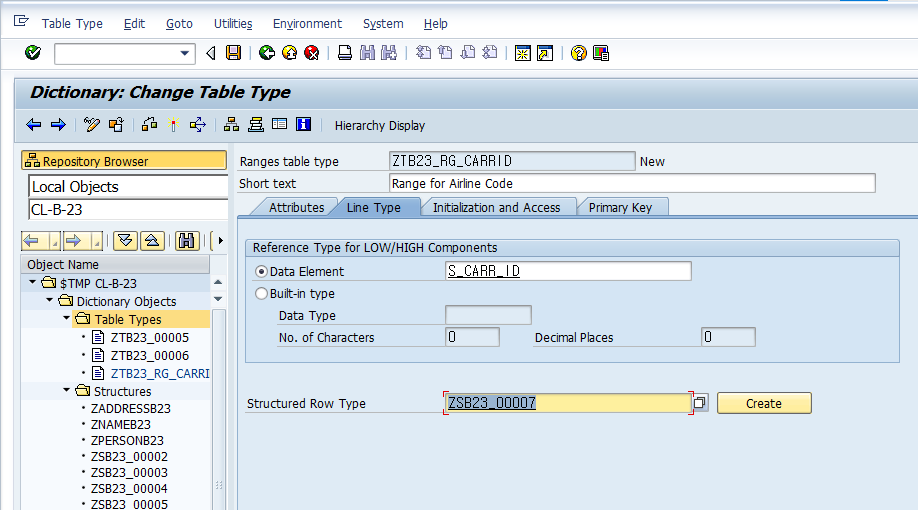 Table Type Edit Goto Utilities Environment System Help
Dictionary: Change Table Type
Hierarchy Display
Repository Browser
Local Objects
CL-B-23
Object Name
$TMP CL-B-23
Dictionary Objects
Table Types
ZTB23_00005
ZTB23_00006
ZTB23_RG_CARRI
Structures
ZADDRESSB23
ZNAMEB23
ZPERSONB23
ZSB23_00002
ZSB23_00003
ZSB23_00004
ZSB23_00005
Ranges table type ZTB23_RG_CARRID New
Short text Range for Airline Code
Attributes Line Type Initialization and Access Primary Key
Reference Type for LOW/HIGH Components
Data Element S_CARR_ID
Built-in type
Data Type
No. of Characters 0 Decimal Places 0
Structured Row Type ZSB23_00007 Create